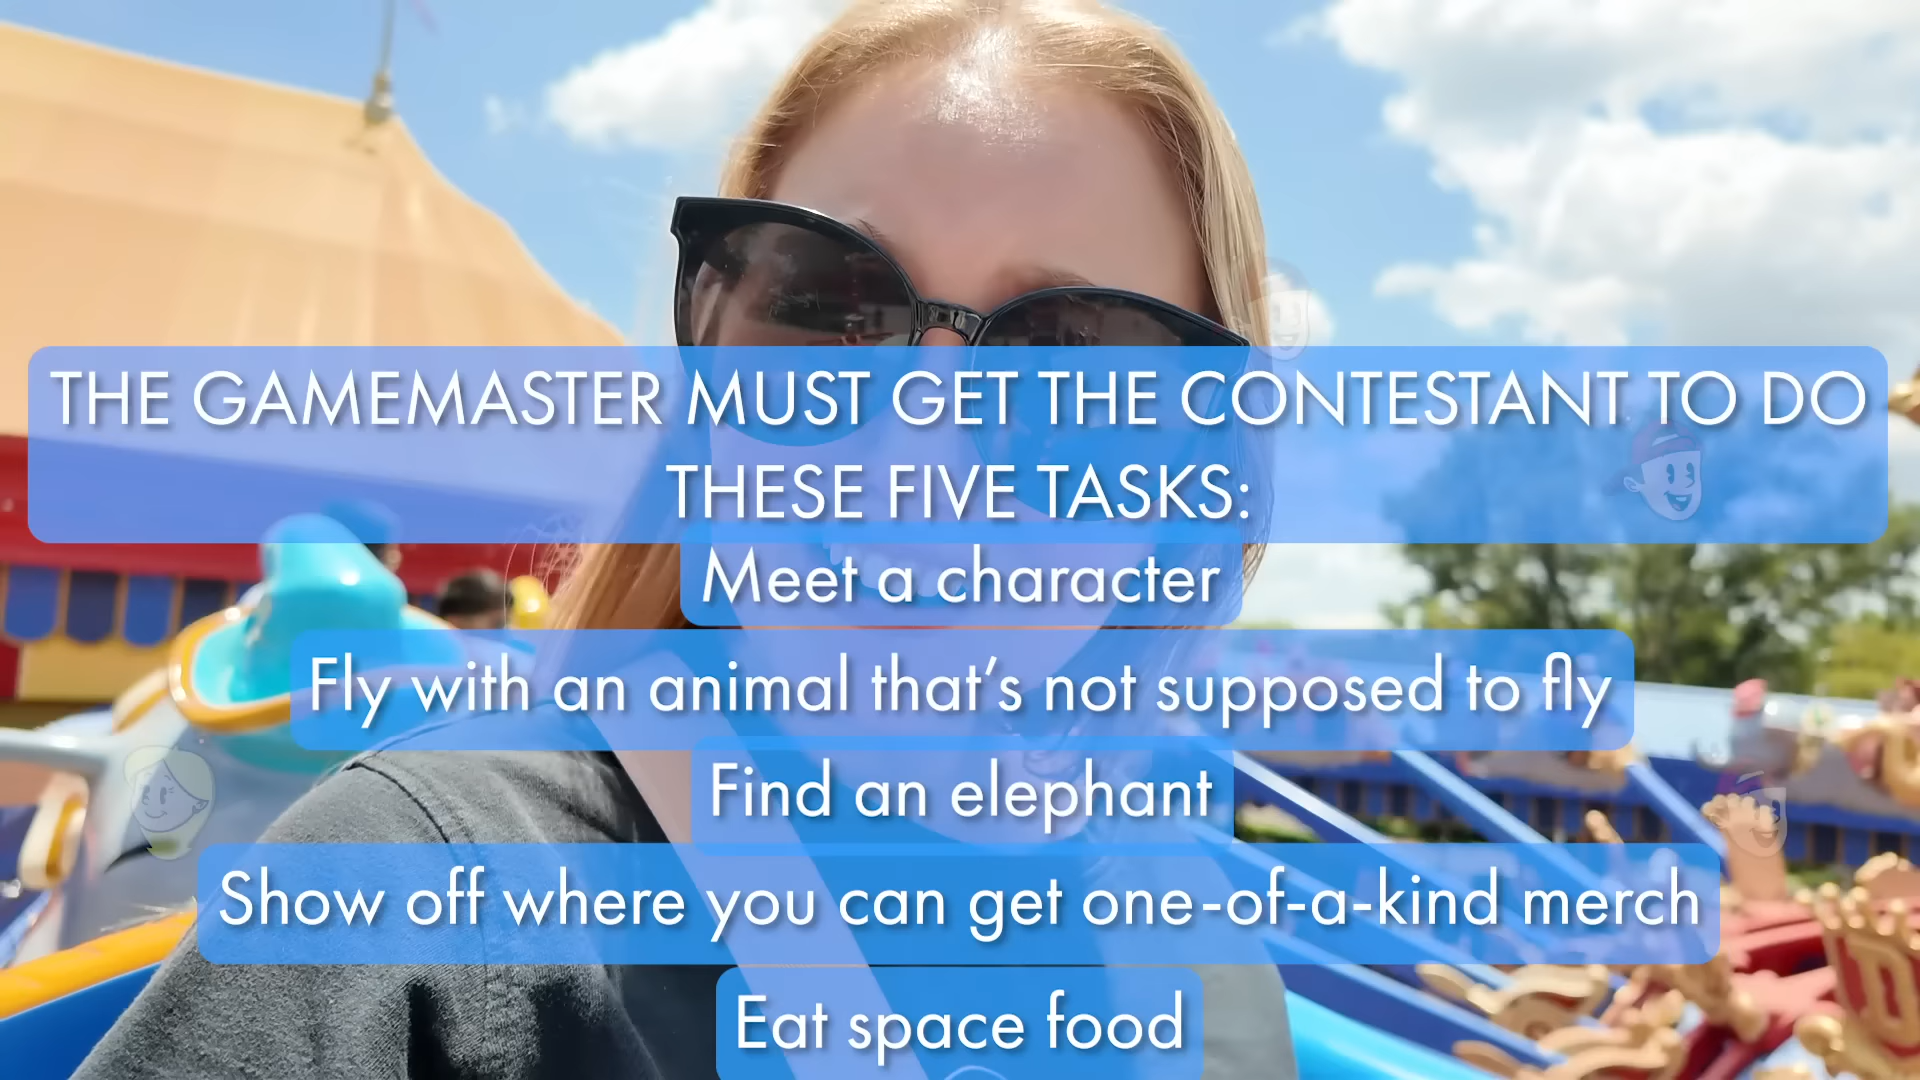 THE GAMEMASTER MUST GET THE CONTESTANT TO DO
THESE FIVE TASKS:
Meet a character
Fly with an animal that’s not supposed to fly
Find an elephant
Show off where you can get one-of-a-kind merch
Eat space food
D